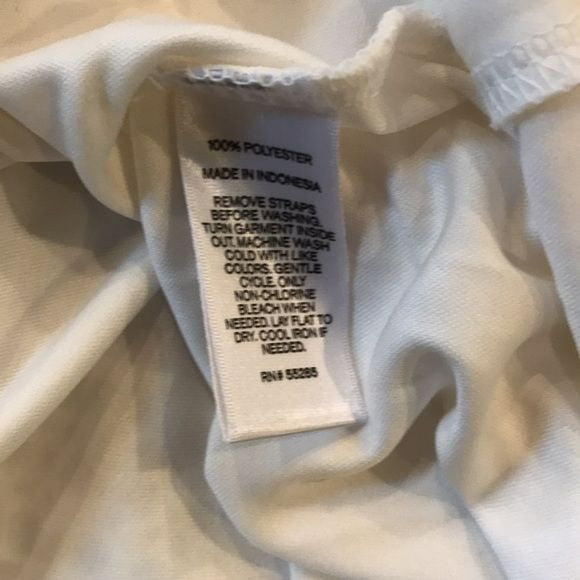 100% POLYESTER
MADE IN INDONESIA
REMOVE STRAPS
BEFORE WASHING.
TURN GARMENT INSIDE
OUT. MACHINE WASH
COLD WITH LIKE
COLORS. GENTLE
CYCLE. ONLY
NON-CHLORINE
BLEACH WHEN
NEEDED. LAY FLAT TO
DRY. COOL IRON IF
NEEDED.
RN# 55285